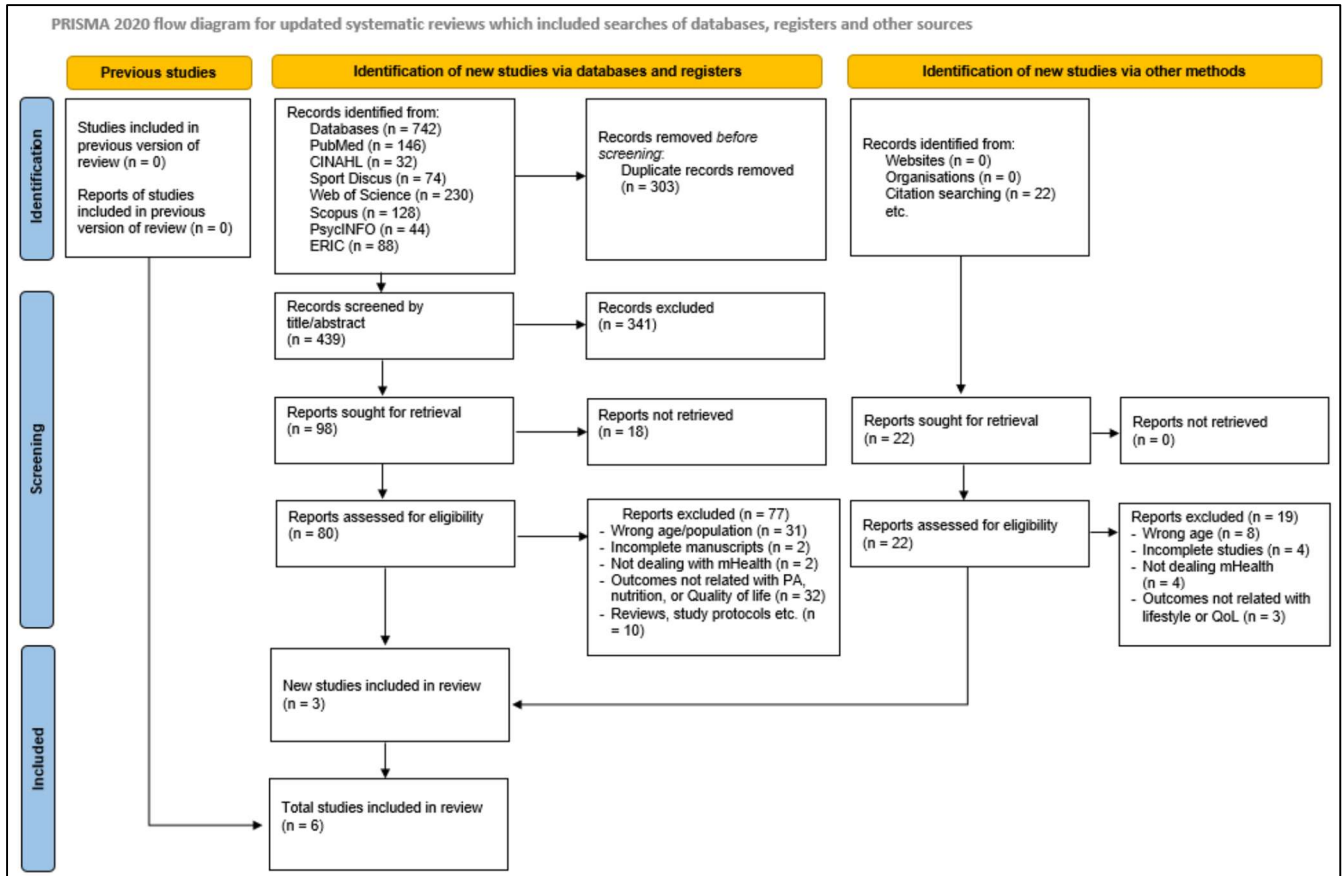 PRISMA 2020 flow diagram for updated systematic reviews which included searches of databases, registers and other sources
Previous studies
Identification of new studies via databases and registers
Identification of new studies via other methods
Identification
Studies included in
previous version of
review (n = 0)
Reports of studies
included in previous
version of review (n = 0)
Records identified from:
Databases (n = 742)
PubMed (n = 146)
CINAHL (n = 32)
Sport Discus (n = 74)
Web of Science (n = 230)
Scopus (n = 128)
PsycINFO (n = 44)
ERIC (n = 88)
Records removed before
screening:
Duplicate records removed
(n = 303)
Records identified from:
Websites (n = 0)
Organisations (n = 0)
Citation searching (n = 22)
etc.
Screening
Records screened by
title/abstract
(n = 439)
Records excluded
(n = 341)
Reports sought for retrieval
(n = 98)
Reports not retrieved
(n = 18)
Reports sought for retrieval
(n = 22)
Reports not retrieved
(n = 0)
Reports assessed for eligibility
(n = 80)
Reports excluded (n = 77)
- Wrong age/population (n = 31)
- Incomplete manuscripts (n = 2)
- Not dealing with mHealth (n = 2)
- Outcomes not related with PA,
nutrition, or Quality of life (n = 32)
- Reviews, study protocols etc. (n
= 10)
Reports assessed for eligibility
(n = 22)
Reports excluded (n = 19)
- Wrong age (n = 8)
- Incomplete studies (n = 4)
- Not dealing mHealth
(n = 4)
- Outcomes not related with
lifestyle or QoL (n = 3)
Included
New studies included in review
(n = 3)
Total studies included in review
(n = 6)